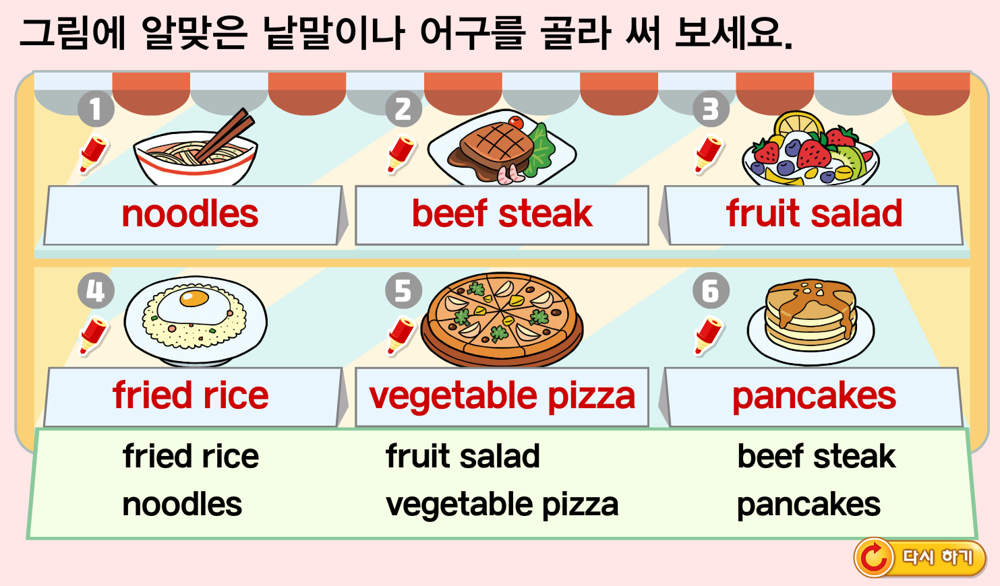 그림에 알맞은 낱말이나 어구를 골라 써 보세요.
1 2 3
noodles beef steak fruit salad
4 5 6
fried rice vegetable pizza pancakes
fried rice fruit salad beef steak
noodles vegetable pizza pancakes
다시 하기